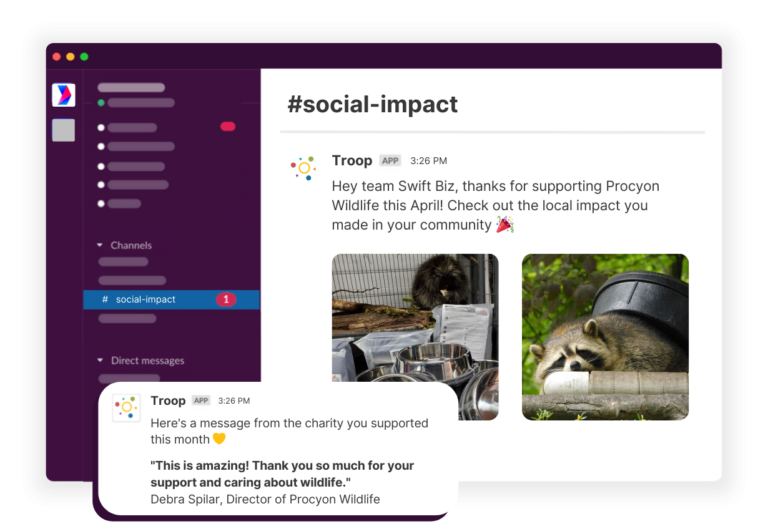 #social-impact
Troop APP 3:26 PM
Hey team Swift Biz, thanks for supporting Procyon
Wildlife this April! Check out the local impact you
made in your community 🎉
Channels
# social-impact 1
Direct messages
Troop APP 3:26 PM
Here's a message from the charity you supported
this month 💛
"This is amazing! Thank you so much for your
support and caring about wildlife."
Debra Spilar, Director of Procyon Wildlife